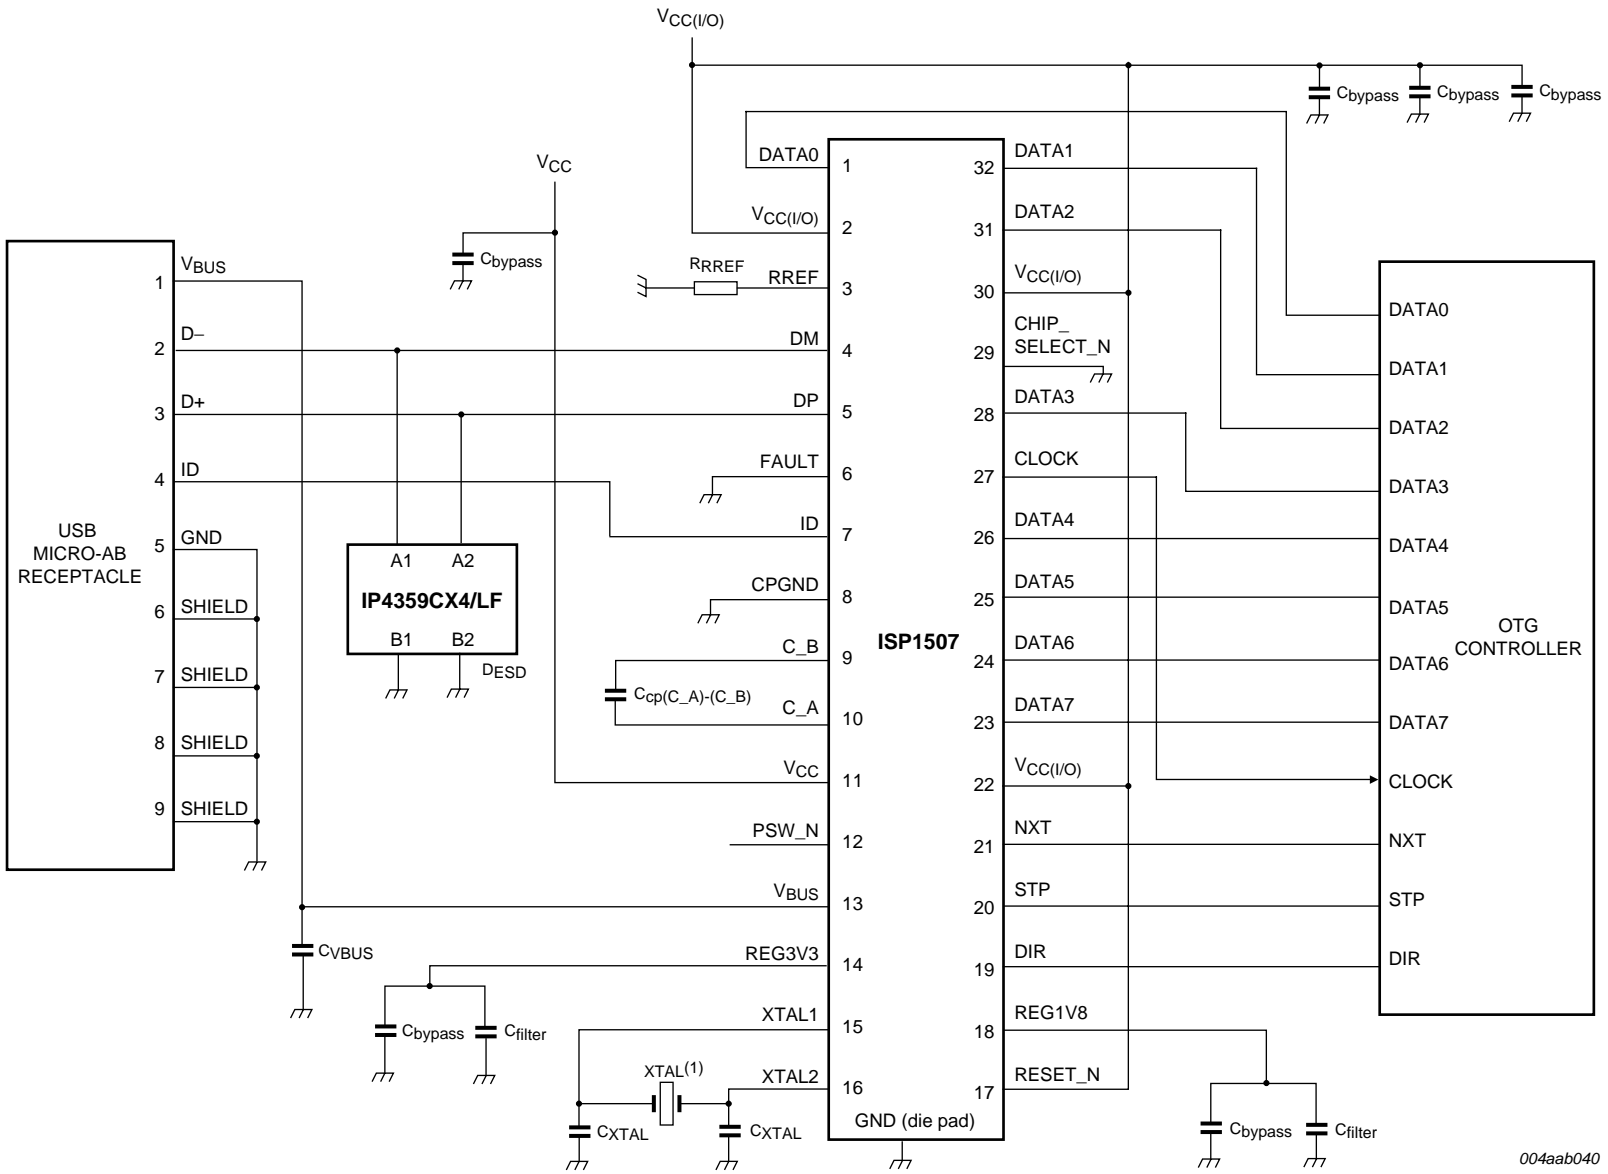 VCC(I/O)
Cbypass
Cbypass
Cbypass
VCC
Cbypass
USB
MICRO-AB
RECEPTACLE
1
VBUS
2
D–
3
D+
4
ID
5
GND
6
SHIELD
7
SHIELD
8
SHIELD
9
SHIELD
A1
A2
IP4359CX4/LF
B1
B2
DESD
CVBUS
Cbypass
Cfilter
RRREF
Ccp(C_A)-(C_B)
XTAL(1)
CXTAL
CXTAL
DATA0
1
VCC(I/O)
2
RREF
3
DM
4
DP
5
FAULT
6
ID
7
CPGND
8
C_B
9
C_A
10
VCC
11
PSW_N
12
VBUS
13
REG3V3
14
XTAL1
15
XTAL2
16
ISP1507
GND (die pad)
32
DATA1
31
DATA2
30
VCC(I/O)
29
CHIP_
SELECT_N
28
DATA3
27
CLOCK
26
DATA4
25
DATA5
24
DATA6
23
DATA7
22
VCC(I/O)
21
NXT
20
STP
19
DIR
18
REG1V8
17
RESET_N
Cbypass
Cfilter
DATA0
DATA1
DATA2
DATA3
DATA4
DATA5
DATA6
DATA7
CLOCK
NXT
STP
DIR
OTG
CONTROLLER
004aab040